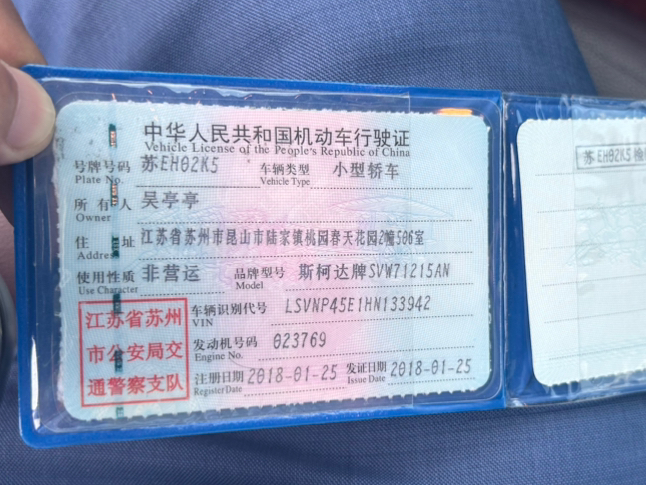 中华人民共和国机动车行驶证
Vehicle License of the People's Republic of China
号牌号码 苏EH02K5 车辆类型 小型轿车
Plate No. Vehicle Type
所有人 吴亭亭
Owner
住址 江苏省苏州市昆山市陆家镇桃园春天花园2幢506室
Address
使用性质 非营运 品牌型号 斯柯达牌SVW71215AN
Use Character Model
车辆识别代号 LSVNP45E1HN133942
VIN
发动机号码 023769
Engine No.
注册日期 2018-01-25 发证日期 2018-01-25
Register Date Issue Date
江苏省苏州
市公安局交
通警察支队
苏EH02K5 检